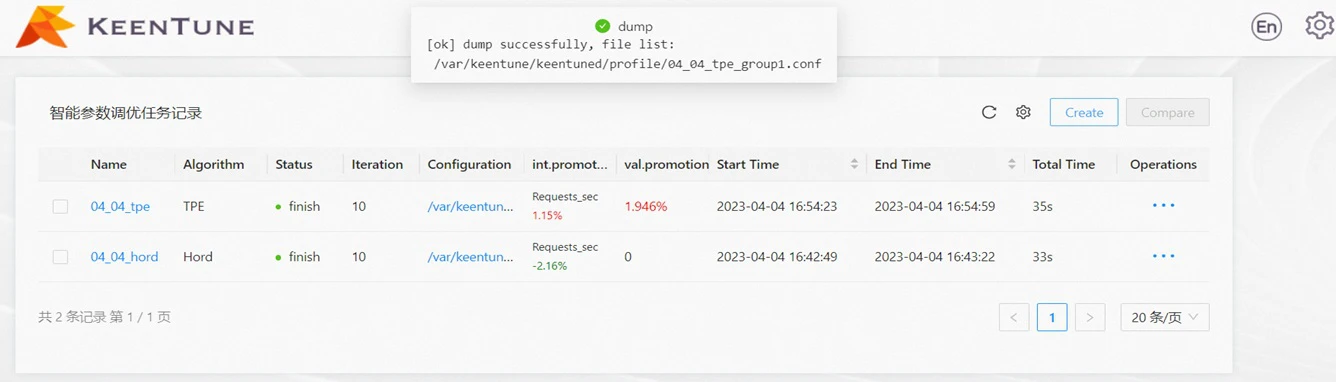 KEENTUNE
dump
[ok] dump successfully, file list:
/var/keentune/keentuned/profile/04_04_tpe_group1.conf
En
智能参数调优任务记录
Create
Compare
Name Algorithm Status Iteration Configuration int.promot... val.promotion Start Time End Time Total Time Operations
04_04_tpe TPE finish 10 /var/keentun... Requests_sec 1.946% 2023-04-04 16:54:23 2023-04-04 16:54:59 35s ...
1.15%
04_04_hord Hord finish 10 /var/keentun... Requests_sec 0 2023-04-04 16:42:49 2023-04-04 16:43:22 33s ...
-2.16%
共 2 条记录 第 1 / 1 页
< 1 > 20 条/页